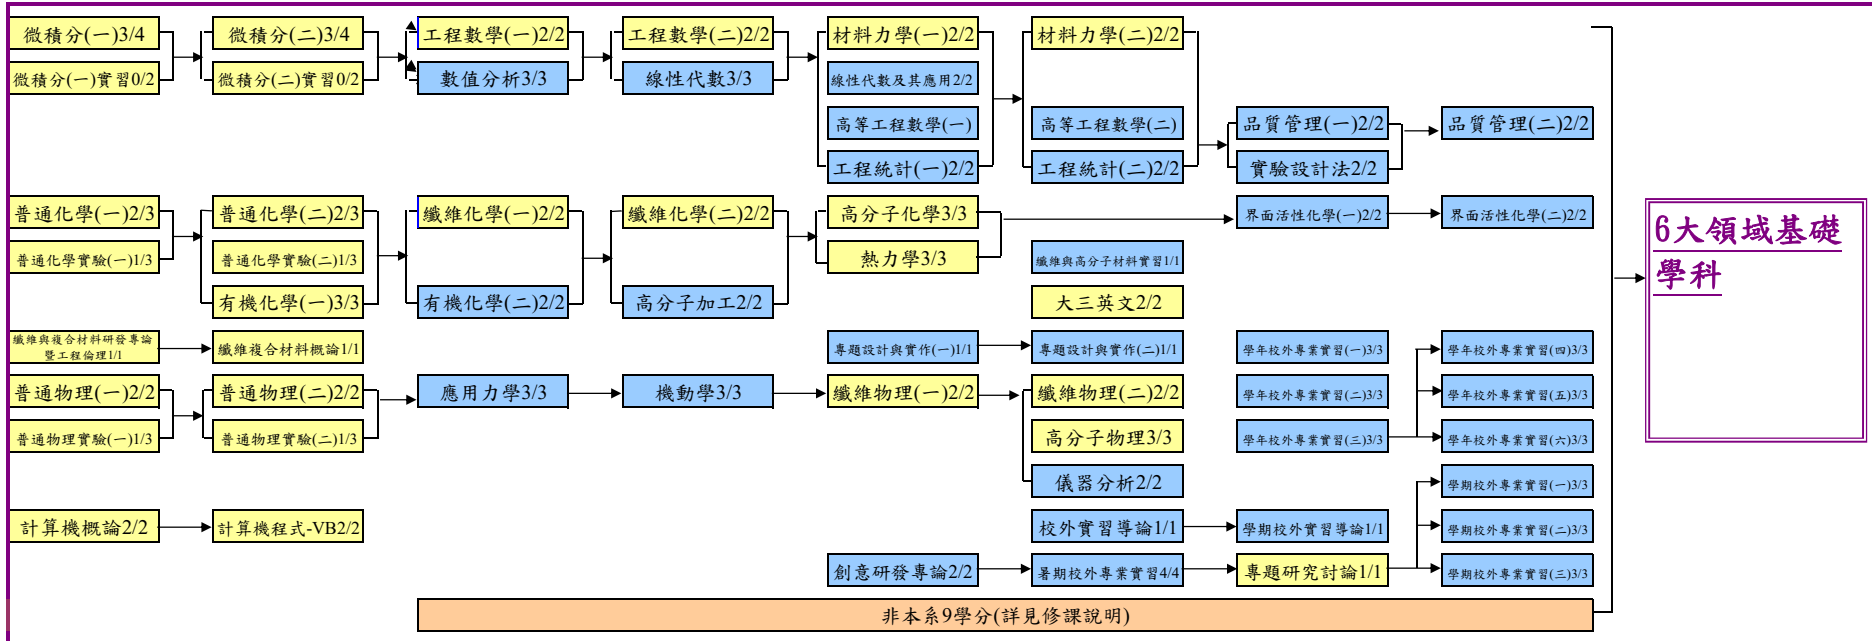 微積分(一)3/4
微積分(二)3/4
工程數學(一)2/2
工程數學(二)2/2
材料力學(一)2/2
材料力學(二)2/2
微積分(一)實習0/2
微積分(二)實習0/2
數值分析3/3
線性代數3/3
線性代數及其應用2/2
高等工程數學(一)
高等工程數學(二)
品質管理(一)2/2
品質管理(二)2/2
工程統計(一)2/2
工程統計(二)2/2
實驗設計法2/2
普通化學(一)2/3
普通化學(二)2/3
纖維化學(一)2/2
纖維化學(二)2/2
高分子化學3/3
界面活性化學(一)2/2
界面活性化學(二)2/2
普通化學實驗(一)1/3
普通化學實驗(二)1/3
熱力學3/3
纖維與高分子材料實習1/1
有機化學(一)3/3
有機化學(二)2/2
高分子加工2/2
大三英文2/2
纖維與複合材料研發專論
暨工程倫理1/1
纖維複合材料概論1/1
專題設計與實作(一)1/1
專題設計與實作(二)1/1
學年校外專業實習(一)3/3
學年校外專業實習(四)3/3
普通物理(一)2/2
普通物理(二)2/2
應用力學3/3
機動學3/3
纖維物理(一)2/2
纖維物理(二)2/2
學年校外專業實習(二)3/3
學年校外專業實習(五)3/3
普通物理實驗(一)1/3
普通物理實驗(二)1/3
高分子物理3/3
學年校外專業實習(三)3/3
學年校外專業實習(六)3/3
儀器分析2/2
學期校外專業實習(一)3/3
計算機概論2/2
計算機程式-VB2/2
校外實習導論1/1
學期校外實習導論1/1
學期校外專業實習(二)3/3
創意研發專論2/2
暑期校外專業實習4/4
專題研究討論1/1
學期校外專業實習(三)3/3
非本系9學分(詳見修課說明)
6大領域基礎
學科